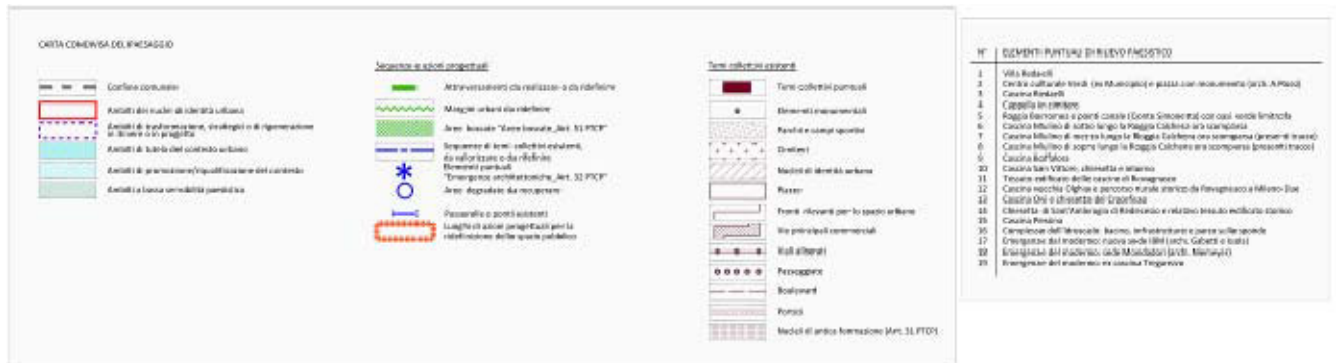 CARTA CONDIVISA DEL PAESAGGIO
Confine comunale
Ambiti dei nuclei di identità urbana
Ambiti di trasformazione, strategici o di rigenerazione
in itinere o in progetto
Ambiti di tutela del contesto urbano
Ambiti di promozione/riqualificazione del contesto
Ambiti a bassa sensibilità paesistica
Sequenze e azioni progettuali
Attraversamenti da realizzare o da ridefinire
Margini urbani da ridefinire
Aree boscate "Aree boscate_Art. 51 PTCP"
Sequenze di temi collettivi esistenti,
da valorizzare o da ridefinire
Elementi puntuali
"Emergenze architettoniche_Art. 32 PTCP"
Aree degradate da recuperare
Passerelle o ponti esistenti
Luoghi di azioni progettuali per la
ridefinizione dello spazio pubblico
Temi collettivi esistenti
Temi collettivi puntuali
Elementi monumentali
Parchi e campi sportivi
Cimiteri
Nuclei di identità urbana
Piazze
Fronti rilevanti per lo spazio urbano
Vie principali commerciali
Viali alberati
Passeggiate
Boulevard
Portici
Nuclei di antica formazione (Art. 31 PTCP)
N° ELEMENTI PUNTUALI DI RILIEVO PAESISTICO
1 Villa Redaelli
2 Centro culturale Verdi (ex Municipio) e piazza con monumento (arch. A.Rossi)
3 Cascina Redaelli
4 Cappella in cimitero
5 Roggia Borromea e ponti canale (Conte Simonetta) con oasi verde limitrofa
6 Cascina Mulino di sotto lungo la Roggia Calchera ora scomparsa
7 Cascina Mulino di mezzo lungo la Roggia Calchera ora scomparsa (presenti tracce)
8 Cascina Mulino di sopra lungo la Roggia Calchera ora scomparsa (presenti tracce)
9 Cascina Boffalora
10 Cascina San Vittore, chiesetta e intorno
11 Tessuto edificato delle cascine di Rovagnasco
12 Cascina vecchia Olghia e percorso rurale storico da Rovagnasco a Milano Due
13 Cascina Ovi e chiesetta del Crocifisso
14 Chiesetta di Sant'Ambrogio di Redecesio e relativo tessuto edificato storico
15 Cascina
16 Complesso dell'Idroscalo: bacino, infrastrutture e parco sulle sponde
17 Emergenze del moderno: nuova sede IBM (archi. Gabetti e Isola)
18 Emergenze del moderno: sede Mondadori (arch. Niemeyer)
19 Emergenze del moderno: ex cascina Tregarezzo